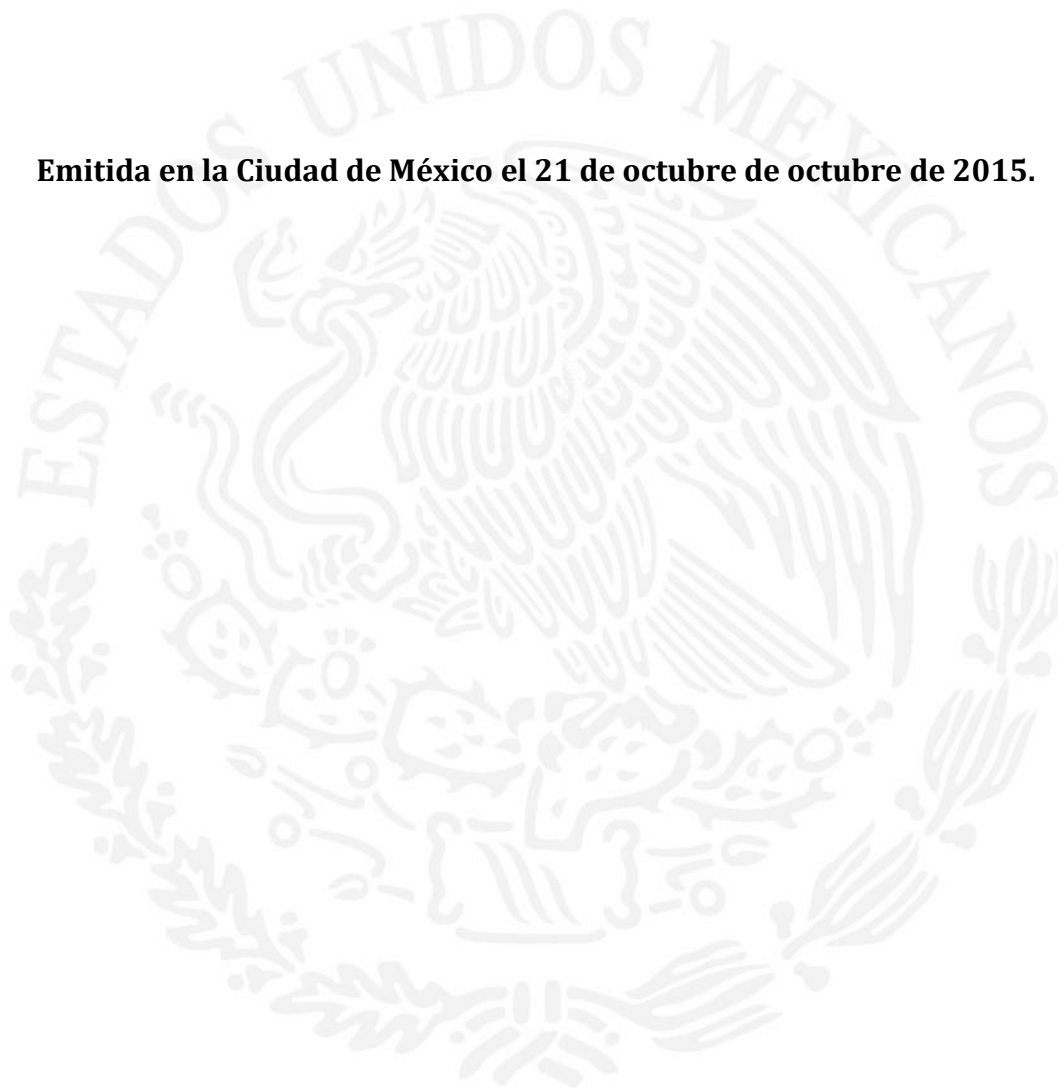 ESTADOS UNIDOS MEXICANOS
Emitida en la Ciudad de México el 21 de octubre de octubre de 2015.